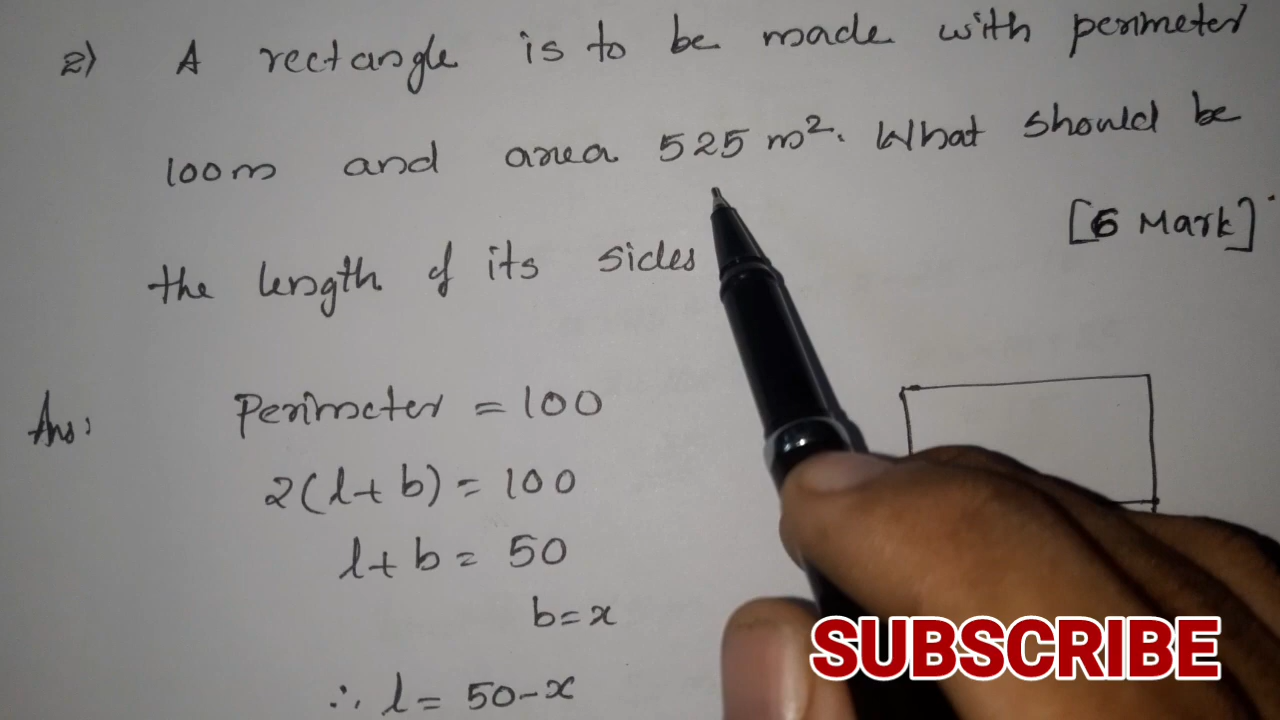 2) A rectangle is to be made with perimeter
100m and area 525 m². What should be
the length of its sides
[5 Mark]
Ans: Perimeter = 100
2(l+b) = 100
l+b = 50
b=x
∴ l = 50-x
SUBSCRIBE